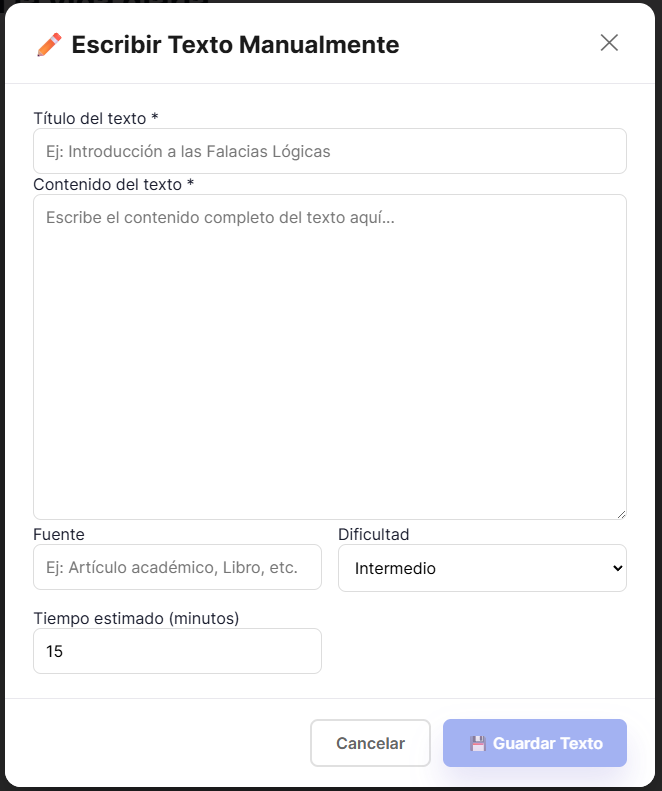 Escribir Texto Manualmente
Título del texto *
Ej: Introducción a las Falacias Lógicas
Contenido del texto *
Escribe el contenido completo del texto aquí...
Fuente
Dificultad
Ej: Artículo académico, Libro, etc.
Intermedio
Tiempo estimado (minutos)
15
Cancelar
Guardar Texto